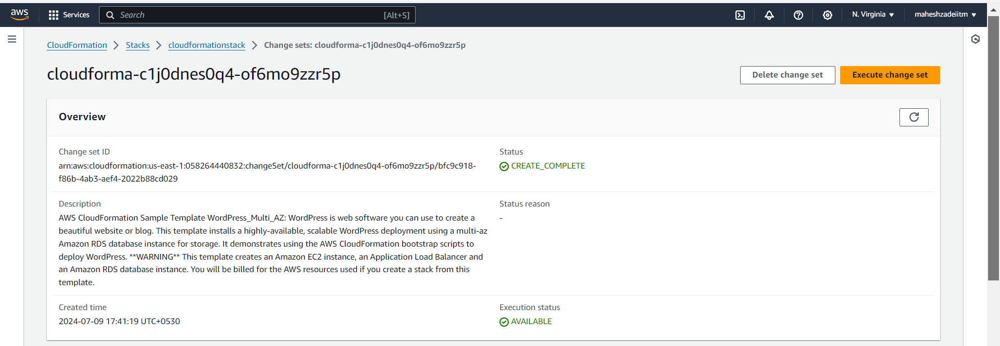 aws
Services
Search
[Alt+S]
N. Virginia
maheshzadeiitm
CloudFormation
Stacks
cloudformationstack
Change sets: cloudforma-c1j0dnes0q4-of6mo9zzr5p
cloudforma-c1j0dnes0q4-of6mo9zzr5p
Delete change set
Execute change set
Overview
Change set ID
arn:aws:cloudformation:us-east-1:058264440832:changeSet/cloudforma-c1j0dnes0q4-of6mo9zzr5p/bfc9c918-
f86b-4ab3-aef4-2022b88cd029
Status
CREATE_COMPLETE
Description
AWS CloudFormation Sample Template WordPress_Multi_AZ: WordPress is web software you can use to create a
beautiful website or blog. This template installs a highly-available, scalable WordPress deployment using a multi-az
Amazon RDS database instance for storage. It demonstrates using the AWS CloudFormation bootstrap scripts to
deploy WordPress. **WARNING** This template creates an Amazon EC2 instance, an Application Load Balancer and
an Amazon RDS database instance. You will be billed for the AWS resources used if you create a stack from this
template.
Status reason
-
Created time
2024-07-09 17:41:19 UTC+0530
Execution status
AVAILABLE